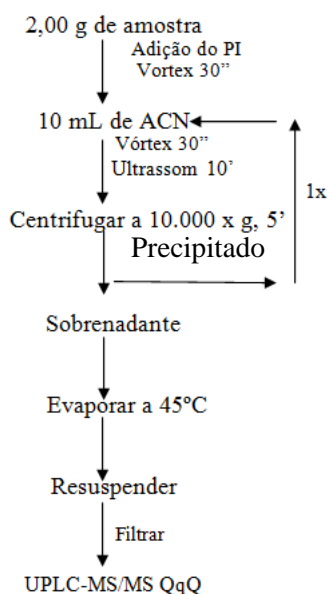 2,00 g de amostra
Adição do PI
Vortex 30”
10 mL de ACN
Vórtex 30”
Ultrassom 10’
1x
Centrifugar a 10.000 x g, 5’
Precipitado
Sobrenadante
Evaporar a 45°C
Resuspender
Filtrar
UPLC-MS/MS QqQ